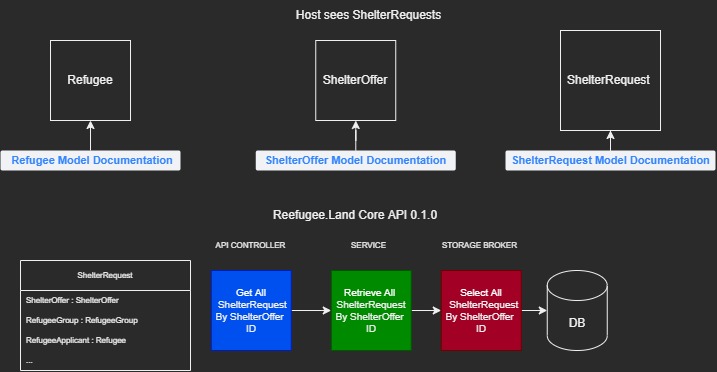 Host sees ShelterRequests
Refugee
ShelterOffer
ShelterRequest
Refugee Model Documentation
ShelterOffer Model Documentation
ShelterRequest Model Documentation
Reefugee.Land Core API 0.1.0
API CONTROLLER
SERVICE
STORAGE BROKER
ShelterRequest
ShelterOffer : ShelterOffer
RefugeeGroup : RefugeeGroup
RefugeeApplicant : Refugee
...
Get All
ShelterRequest
By ShelterOffer
ID
Retrieve All
ShelterRequest
By ShelterOffer
ID
Select All
ShelterRequest
By ShelterOffer
ID
DB